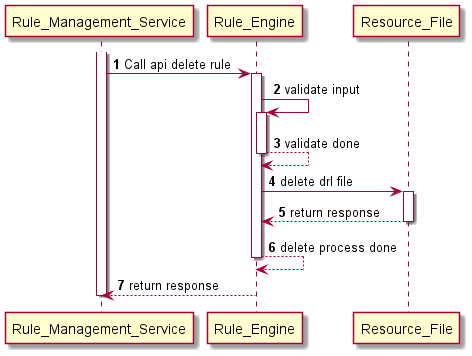 Rule_Management_Service
Rule_Engine
Resource_File
1 Call api delete rule
2 validate input
3 validate done
4 delete drl file
5 return response
6 delete process done
7 return response
Rule_Management_Service
Rule_Engine
Resource_File